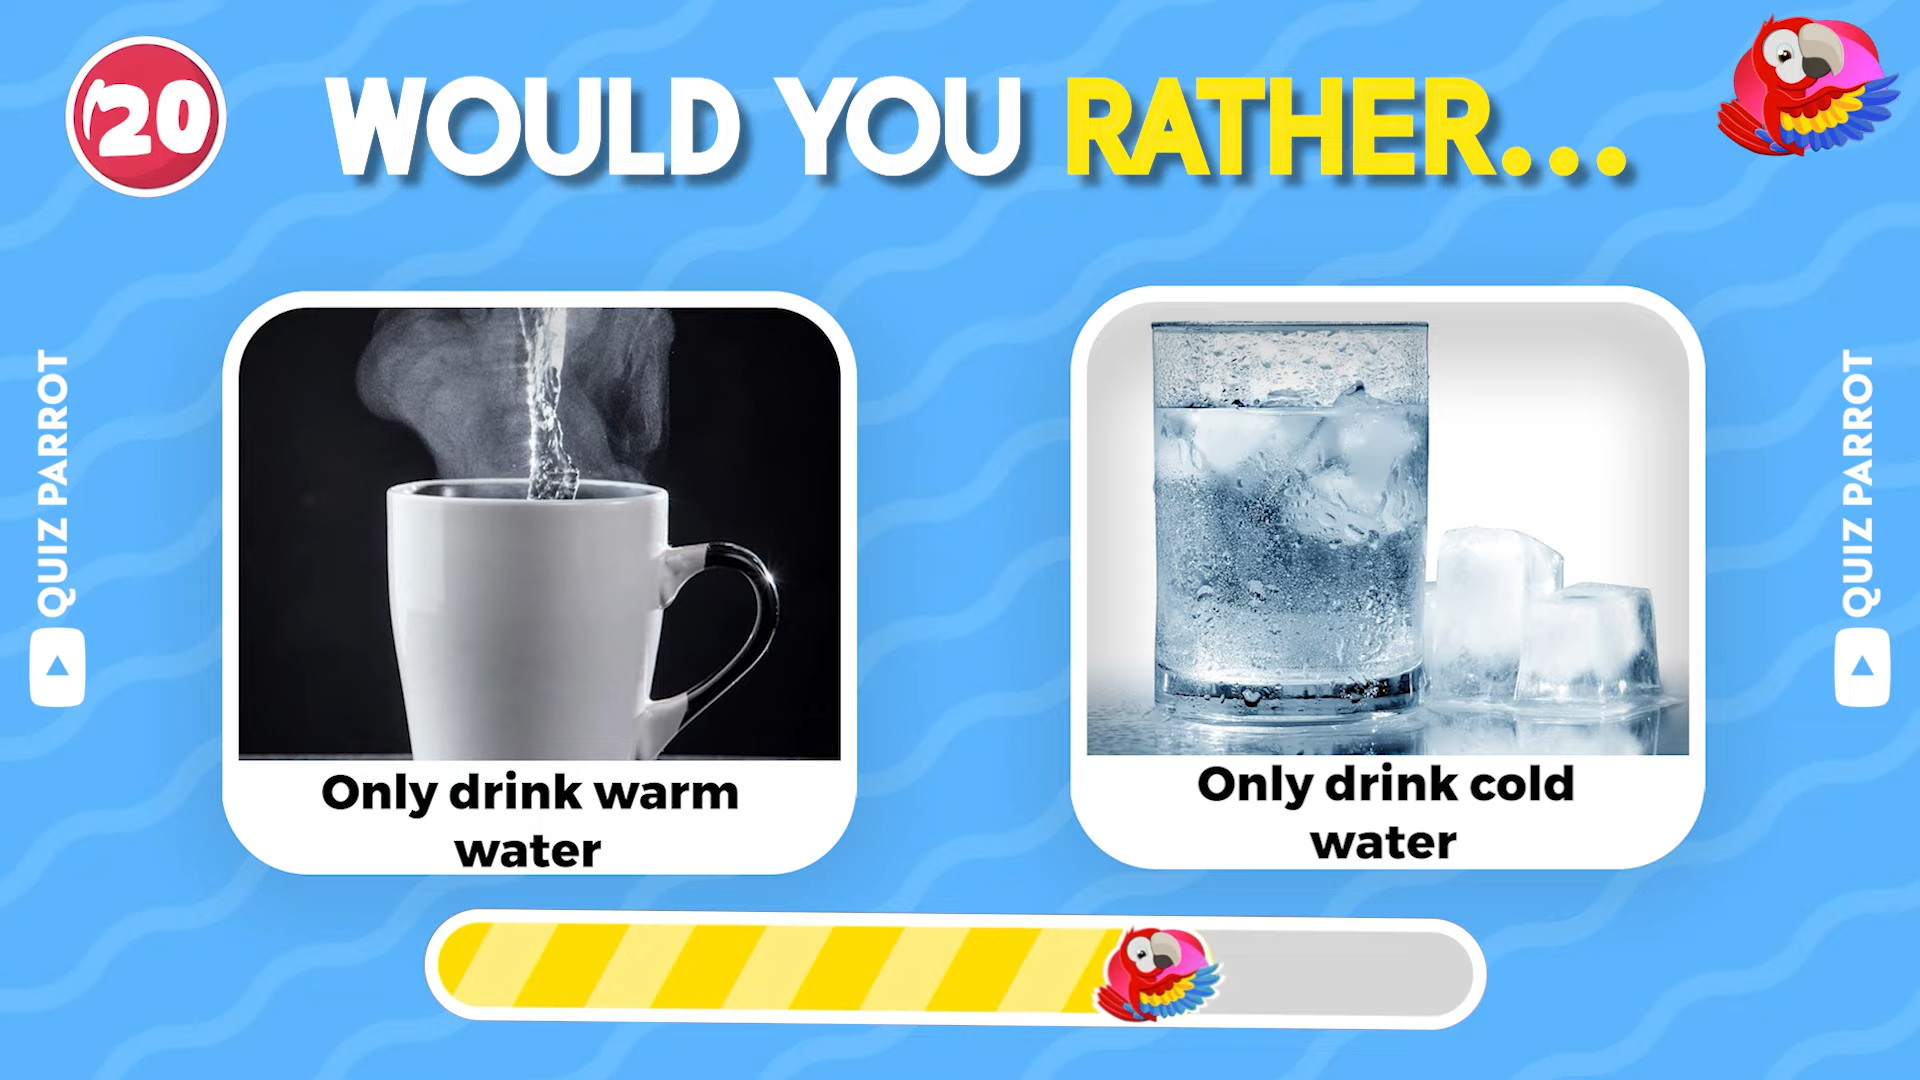 '20
WOULD YOU RATHER...
QUIZ PARROT
QUIZ PARROT
Only drink warm
water
Only drink cold
water